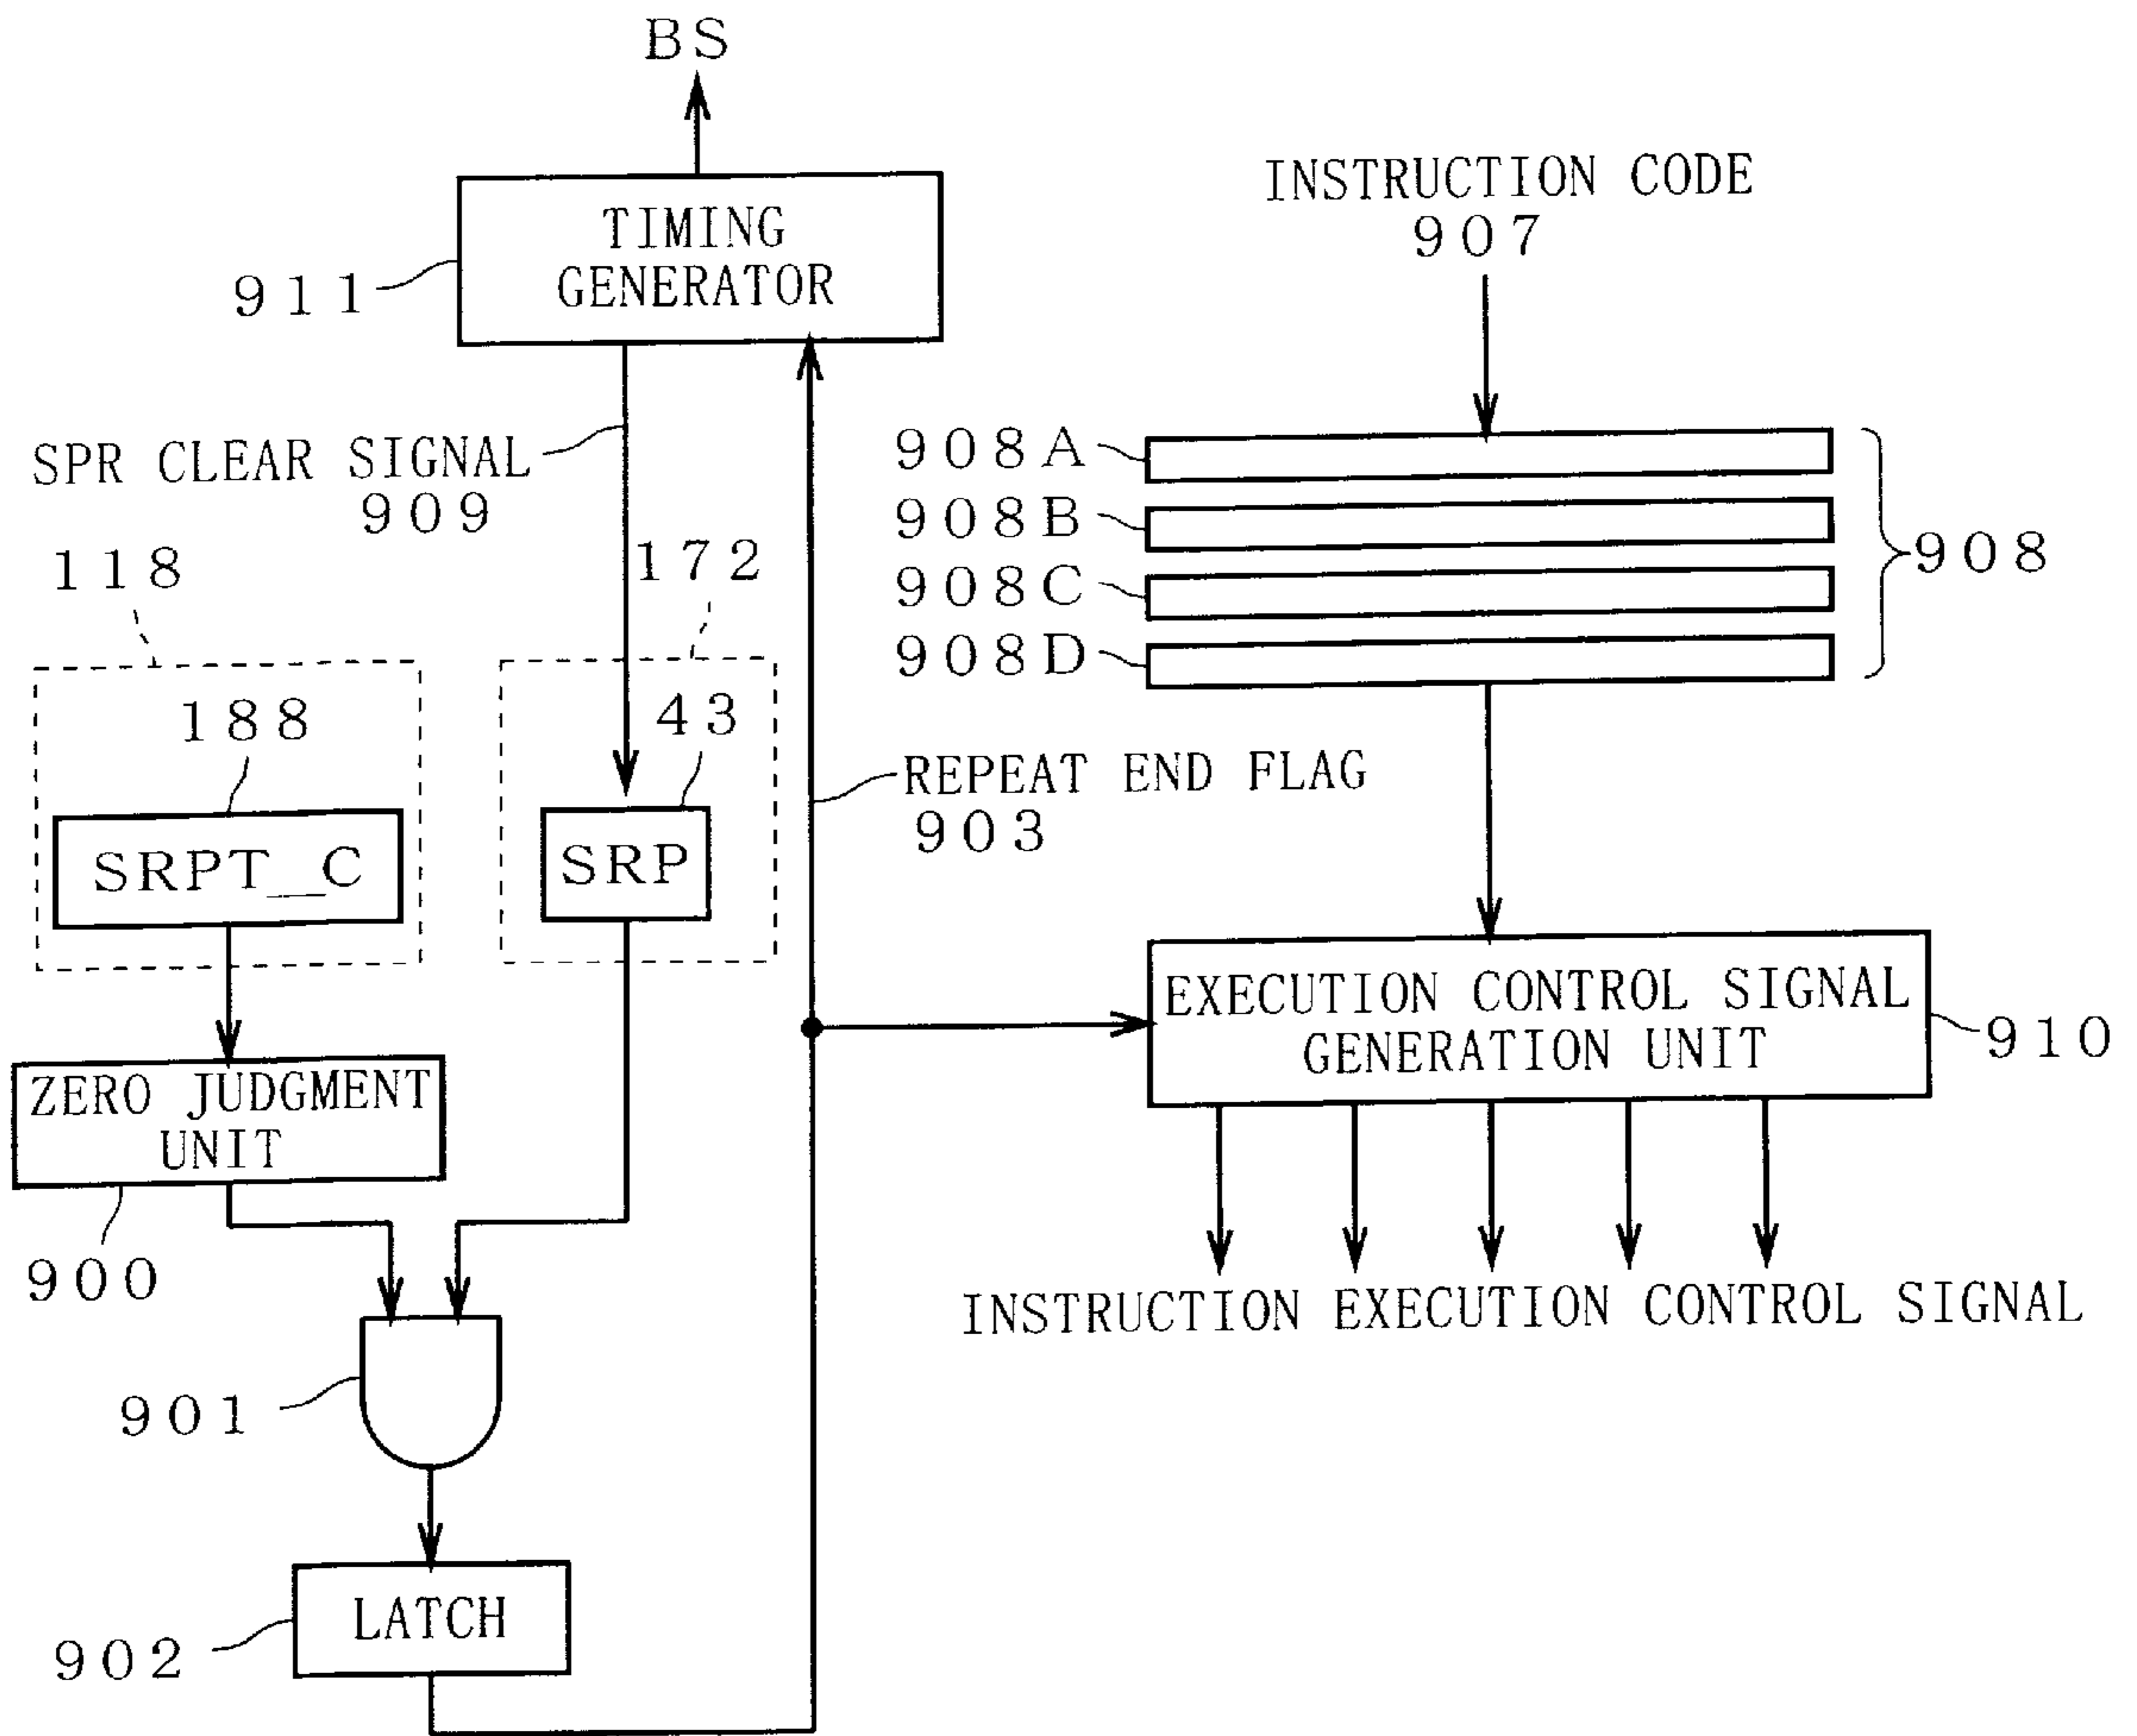 BS
TIMING
GENERATOR
911
INSTRUCTION CODE
907
SPR CLEAR SIGNAL
909
908A
908B
908C
908D
908
118
172
188
43
SRPT_C
SRP
REPEAT END FLAG
903
EXECUTION CONTROL SIGNAL
GENERATION UNIT
910
ZERO JUDGMENT
UNIT
900
INSTRUCTION EXECUTION CONTROL SIGNAL
901
LATCH
902